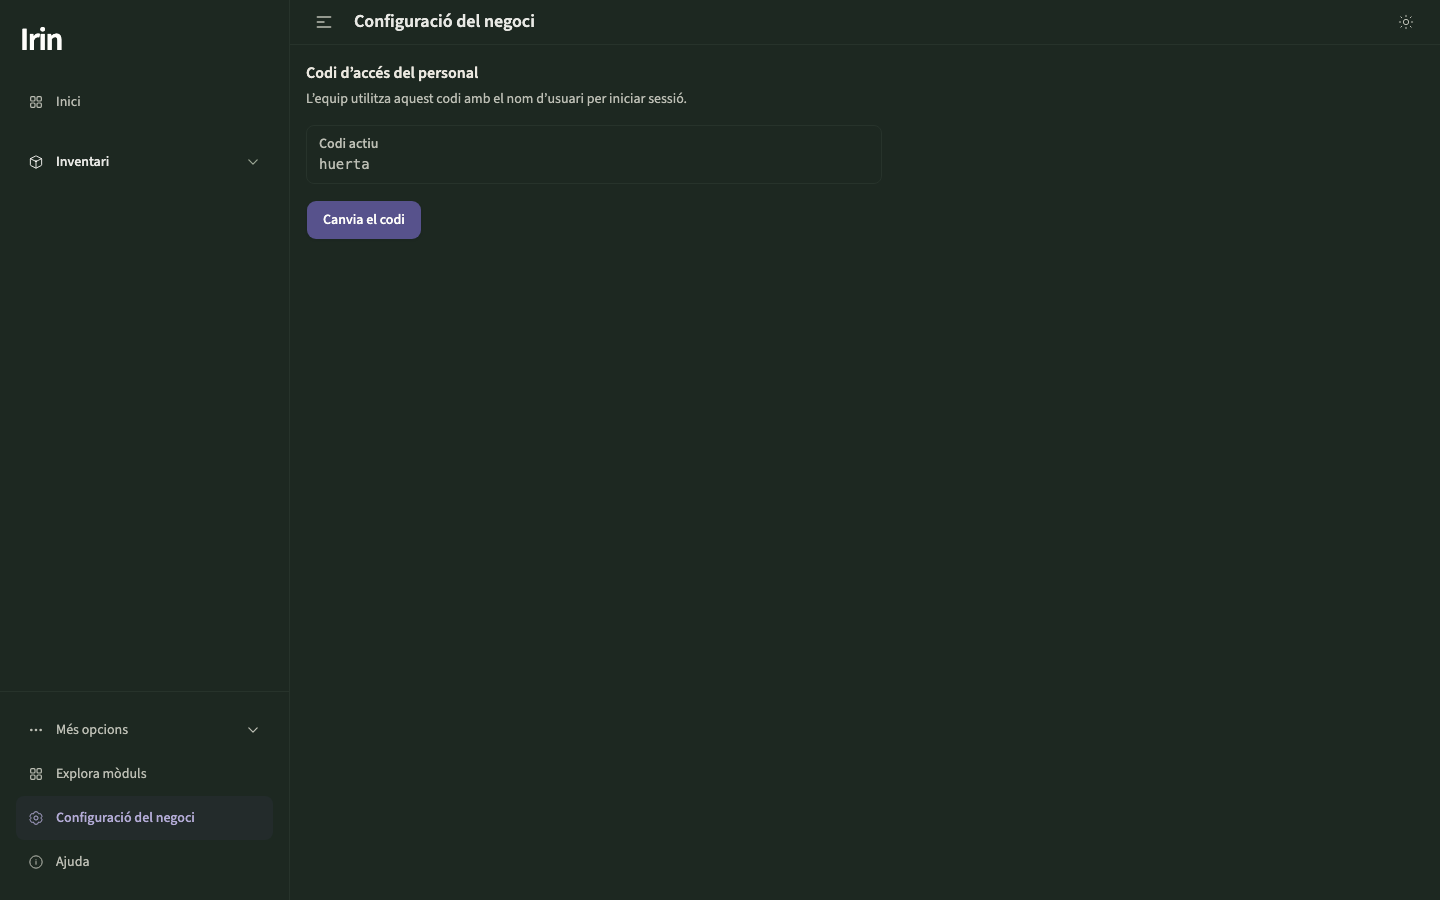 Irin
Inici
Inventari
Més opcions
Explora mòduls
Configuració del negoci
Ajuda
Configuració del negoci
Codi d’accés del personal
L’equip utilitza aquest codi amb el nom d’usuari per iniciar sessió.
Codi actiu
huerta
Canvia el codi